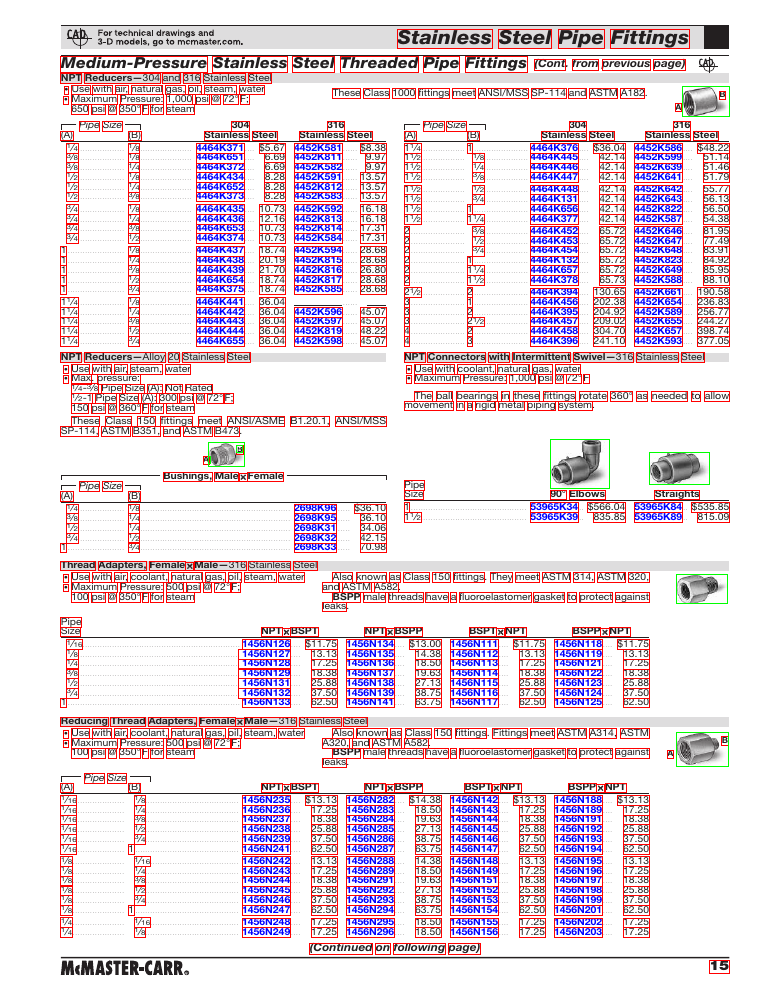 CAD For technical drawings and
3-D models, go to mcmaster.com.
Stainless Steel Pipe Fittings
Medium-Pressure Stainless Steel Threaded Pipe Fittings (Cont. from previous page) CAD
NPT Reducers—304 and 316 Stainless Steel
• Use with air, natural gas, oil, steam, water
• Maximum Pressure: 1,000 psi @ 72° F;
650 psi @ 350° F for steam
These Class 1000 fittings meet ANSI/MSS SP-114 and ASTM A182.
A B
Pipe Size 304 316
(A) (B) Stainless Steel Stainless Steel
¼ ⅛ 4464K371 $5.67 4452K581 $8.38
⅜ ⅛ 4464K651 6.69 4452K811 9.97
⅜ ¼ 4464K372 6.69 4452K582 9.97
½ ⅛ 4464K434 8.28 4452K591 13.57
½ ¼ 4464K652 8.28 4452K812 13.57
½ ⅜ 4464K373 8.28 4452K583 13.57
¾ ⅛ 4464K435 10.73 4452K592 16.18
¾ ¼ 4464K436 12.16 4452K813 16.18
¾ ⅜ 4464K653 10.73 4452K814 17.31
¾ ½ 4464K374 10.73 4452K584 17.31
1 ⅛ 4464K437 18.74 4452K594 28.68
1 ¼ 4464K438 20.19 4452K815 28.68
1 ⅜ 4464K439 21.70 4452K816 26.80
1 ½ 4464K654 18.74 4452K817 28.68
1 ¾ 4464K375 18.74 4452K585 28.68
1¼ ⅛ 4464K441 36.04
1¼ ¼ 4464K442 36.04 4452K596 45.07
1¼ ⅜ 4464K443 36.04 4452K597 45.07
1¼ ½ 4464K444 36.04 4452K819 48.22
1¼ ¾ 4464K655 36.04 4452K598 45.07
Pipe Size 304 316
(A) (B) Stainless Steel Stainless Steel
1¼ 1 4464K376 $36.04 4452K586 $48.22
1½ ⅛ 4464K445 42.14 4452K599 51.14
1½ ¼ 4464K446 42.14 4452K639 51.46
1½ ⅜ 4464K447 42.14 4452K641 51.79
1½ ½ 4464K448 42.14 4452K642 55.77
1½ ¾ 4464K131 42.14 4452K643 56.13
1½ 1 4464K656 42.14 4452K822 56.50
1½ 1¼ 4464K377 42.14 4452K587 54.38
2 ⅜ 4464K452 65.72 4452K646 81.95
2 ½ 4464K453 65.72 4452K647 77.49
2 ¾ 4464K454 65.72 4452K648 83.91
2 1 4464K132 65.72 4452K823 84.92
2 1¼ 4464K657 65.72 4452K649 85.95
2 1½ 4464K378 65.73 4452K588 88.10
2½ 2 4464K394 130.65 4452K661 190.58
3 1 4464K456 202.38 4452K654 236.83
3 2 4464K395 204.92 4452K589 256.77
3 2½ 4464K457 209.02 4452K655 244.27
4 2 4464K458 304.70 4452K657 398.74
4 3 4464K396 241.10 4452K593 377.05
NPT Reducers—Alloy 20 Stainless Steel
• Use with air, steam, water
• Max. pressure:
¼-⅜ Pipe Size (A): Not Rated
½-1 Pipe Size (A): 300 psi @ 72° F;
150 psi @ 360° F for steam
These Class 150 fittings meet ANSI/ASME B1.20.1, ANSI/MSS
SP-114, ASTM B351, and ASTM B473.
A B
Bushings, Male x Female
Pipe Size
(A) (B)
¼ ⅛ 2698K96 $36.10
⅜ ¼ 2698K95 36.10
½ ¼ 2698K31 34.06
¾ ½ 2698K32 42.15
1 ¾ 2698K33 70.98
NPT Connectors with Intermittent Swivel—316 Stainless Steel
• Use with coolant, natural gas, water
• Maximum Pressure: 1,000 psi @ 72° F
The ball bearings in these fittings rotate 360° as needed to allow
movement in a rigid metal piping system.
Pipe
Size 90° Elbows Straights
1 53965K34 $566.04 53965K84 $535.85
1½ 53965K39 835.85 53965K89 815.09
Thread Adapters, Female x Male—316 Stainless Steel
• Use with air, coolant, natural gas, oil, steam, water
• Maximum Pressure: 500 psi @ 72° F;
100 psi @ 350° F for steam
Also known as Class 150 fittings. They meet ASTM 314, ASTM 320,
and ASTM A582.
BSPP male threads have a fluoroelastomer gasket to protect against
leaks.
Pipe
Size NPT x BSPT NPT x BSPP BSPT x NPT BSPP x NPT
1/16 1456N126 $11.75 1456N134 $13.00 1456N111 $11.75 1456N118 $11.75
⅛ 1456N127 13.13 1456N135 14.38 1456N112 13.13 1456N119 13.13
¼ 1456N128 17.25 1456N136 18.50 1456N113 17.25 1456N121 17.25
⅜ 1456N129 18.38 1456N137 19.63 1456N114 18.38 1456N122 18.38
½ 1456N131 25.88 1456N138 27.13 1456N115 25.88 1456N123 25.88
¾ 1456N132 37.50 1456N139 38.75 1456N116 37.50 1456N124 37.50
1 1456N133 62.50 1456N141 63.75 1456N117 62.50 1456N125 62.50
Reducing Thread Adapters, Female x Male—316 Stainless Steel
• Use with air, coolant, natural gas, oil, steam, water
• Maximum Pressure: 500 psi @ 72° F;
100 psi @ 350° F for steam
Also known as Class 150 fittings. Fittings meet ASTM A314, ASTM
A320, and ASTM A582.
BSPP male threads have a fluoroelastomer gasket to protect against
leaks.
A B
Pipe Size
(A) (B) NPT x BSPT NPT x BSPP BSPT x NPT BSPP x NPT
1/16 ⅛ 1456N235 $13.13 1456N282 $14.38 1456N142 $13.13 1456N188 $13.13
1/16 ¼ 1456N236 17.25 1456N283 18.50 1456N143 17.25 1456N189 17.25
1/16 ⅜ 1456N237 18.38 1456N284 19.63 1456N144 18.38 1456N191 18.38
1/16 ½ 1456N238 25.88 1456N285 27.13 1456N145 25.88 1456N192 25.88
1/16 ¾ 1456N239 37.50 1456N286 38.75 1456N146 37.50 1456N193 37.50
1/16 1 1456N241 62.50 1456N287 63.75 1456N147 62.50 1456N194 62.50
⅛ 1/16 1456N242 13.13 1456N288 14.38 1456N148 13.13 1456N195 13.13
⅛ ¼ 1456N243 17.25 1456N289 18.50 1456N149 17.25 1456N196 17.25
⅛ ⅜ 1456N244 18.38 1456N291 19.63 1456N151 18.38 1456N197 18.38
⅛ ½ 1456N245 25.88 1456N292 27.13 1456N152 25.88 1456N198 25.88
⅛ ¾ 1456N246 37.50 1456N293 38.75 1456N153 37.50 1456N199 37.50
⅛ 1 1456N247 62.50 1456N294 63.75 1456N154 62.50 1456N201 62.50
¼ 1/16 1456N248 17.25 1456N295 18.50 1456N155 17.25 1456N202 17.25
¼ ⅛ 1456N249 17.25 1456N296 18.50 1456N156 17.25 1456N203 17.25
(Continued on following page)
McMASTER-CARR® 15